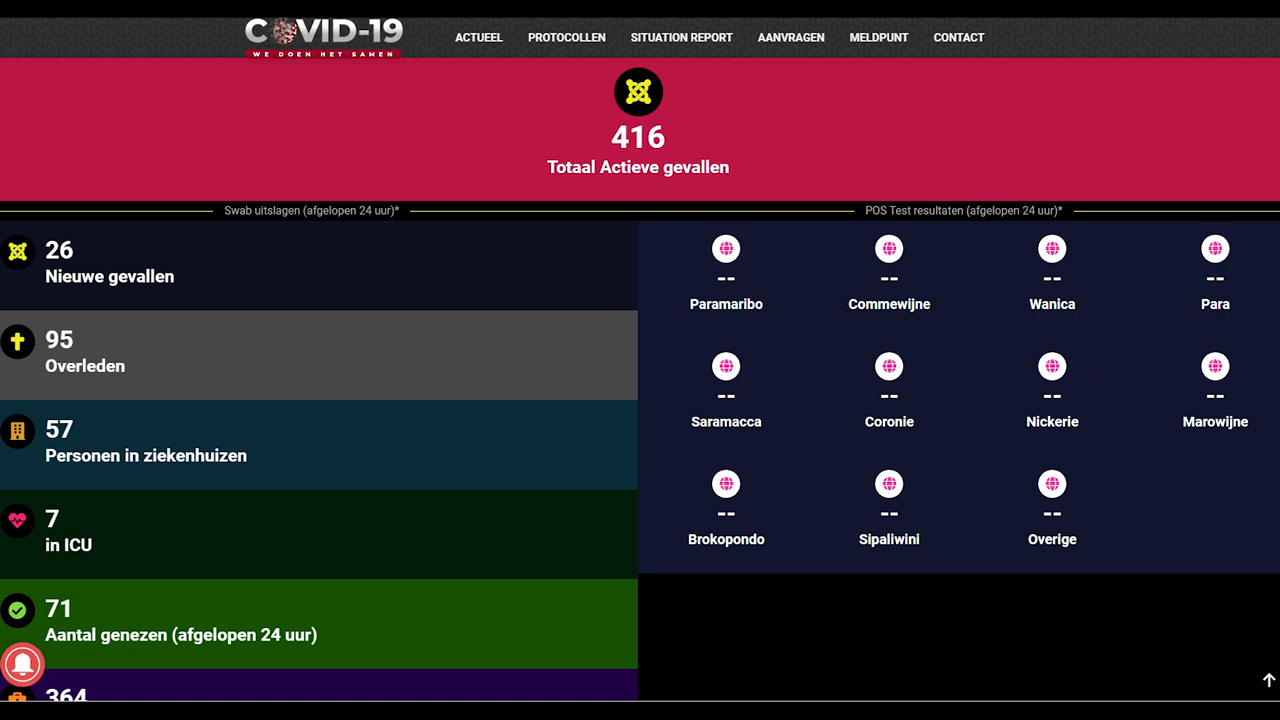 COVID-19
WE DOEN HET SAMEN
ACTUEEL PROTOCOLLEN SITUATION REPORT AANVRAGEN MELDPUNT CONTACT
416
Totaal Actieve gevallen
Swab uitslagen (afgelopen 24 uur)*
26
Nieuwe gevallen
95
Overleden
57
Personen in ziekenhuizen
7
in ICU
71
Aantal genezen (afgelopen 24 uur)
364
POS Test resultaten (afgelopen 24 uur)*
-- -- -- --
Paramaribo Commewijne Wanica Para
-- -- -- --
Saramacca Coronie Nickerie Marowijne
-- -- --
Brokopondo Sipaliwini Overige